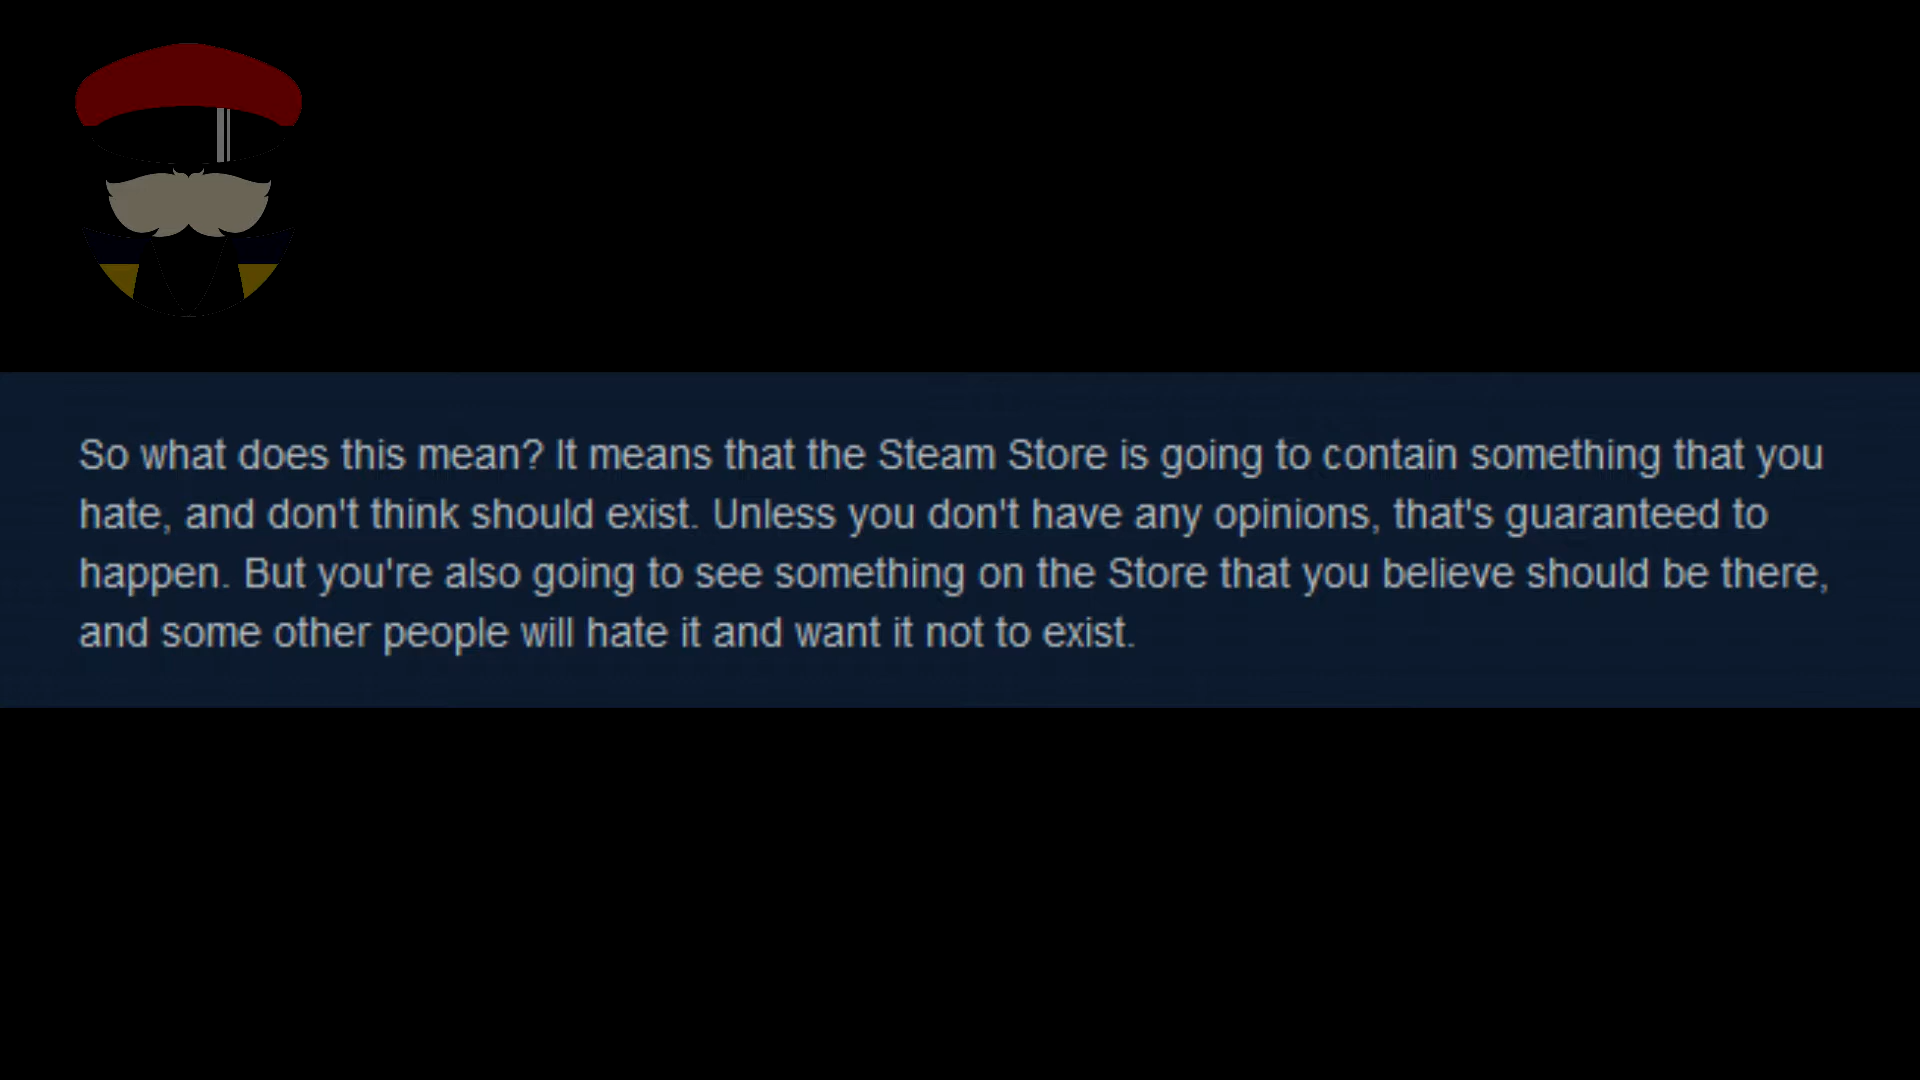 So what does this mean? It means that the Steam Store is going to contain something that you
hate, and don't think should exist. Unless you don't have any opinions, that's guaranteed to
happen. But you're also going to see something on the Store that you believe should be there,
and some other people will hate it and want it not to exist.